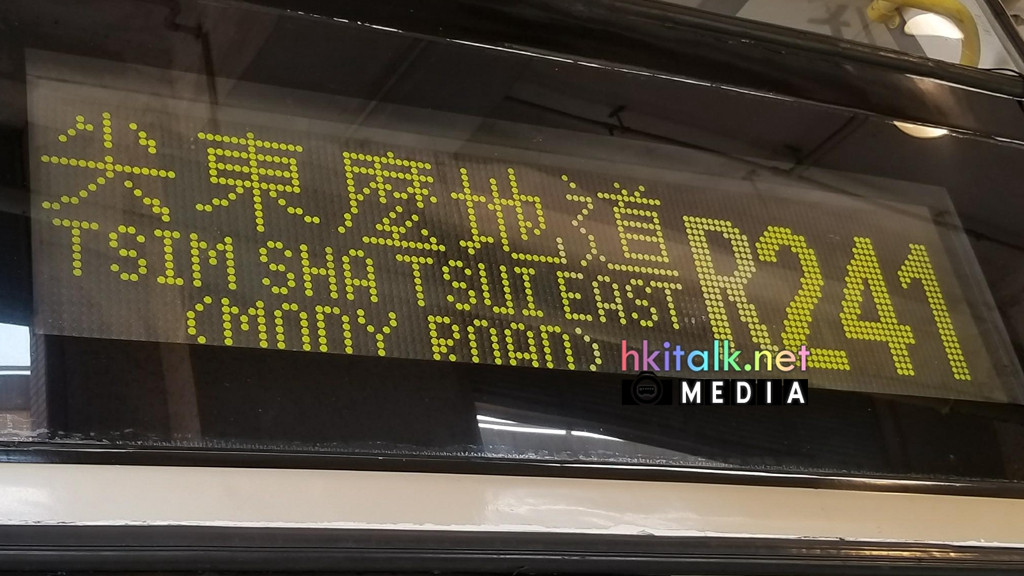 尖東麼地道
TSIM SHA TSUI EAST
(MODY ROAD)
R241
hkitalk.net
MEDIA